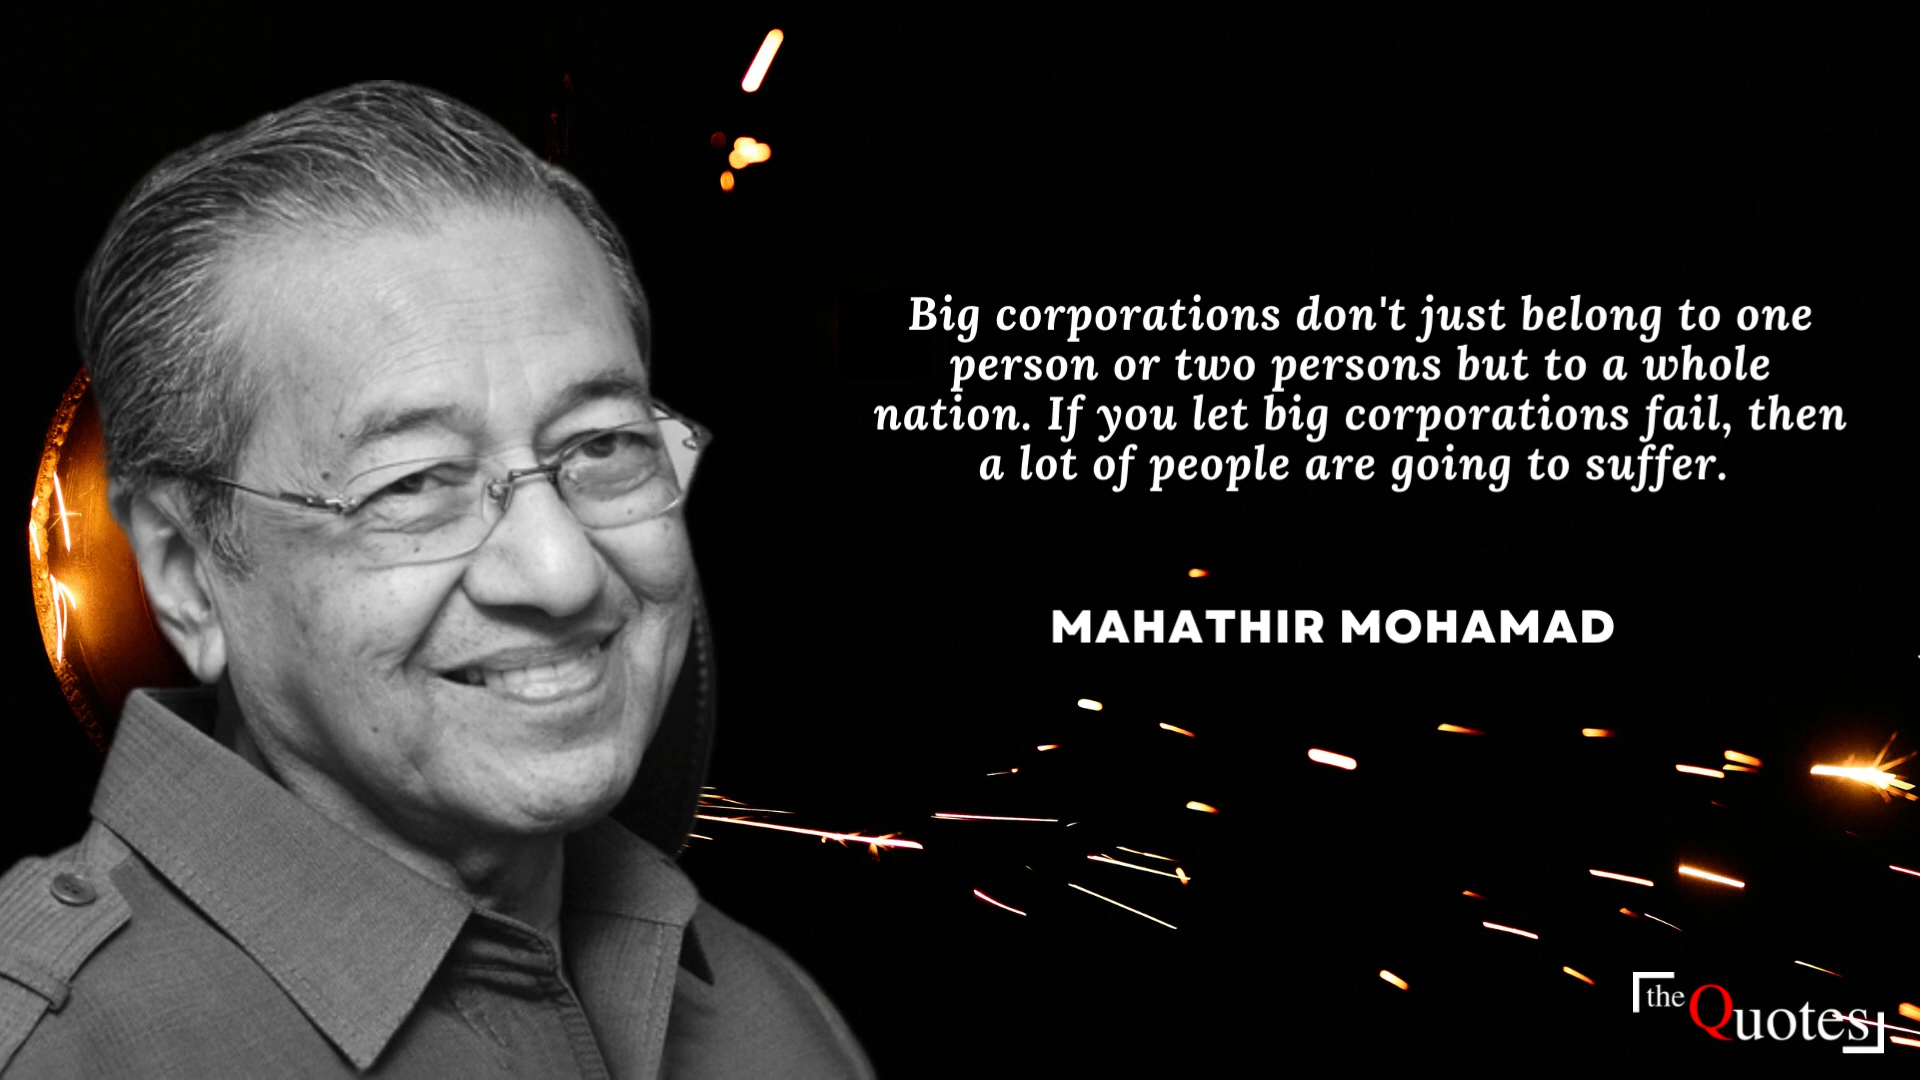 Big corporations don't just belong to one
person or two persons but to a whole
nation. If you let big corporations fail, then
a lot of people are going to suffer.
MAHATHIR MOHAMAD
the Quotes